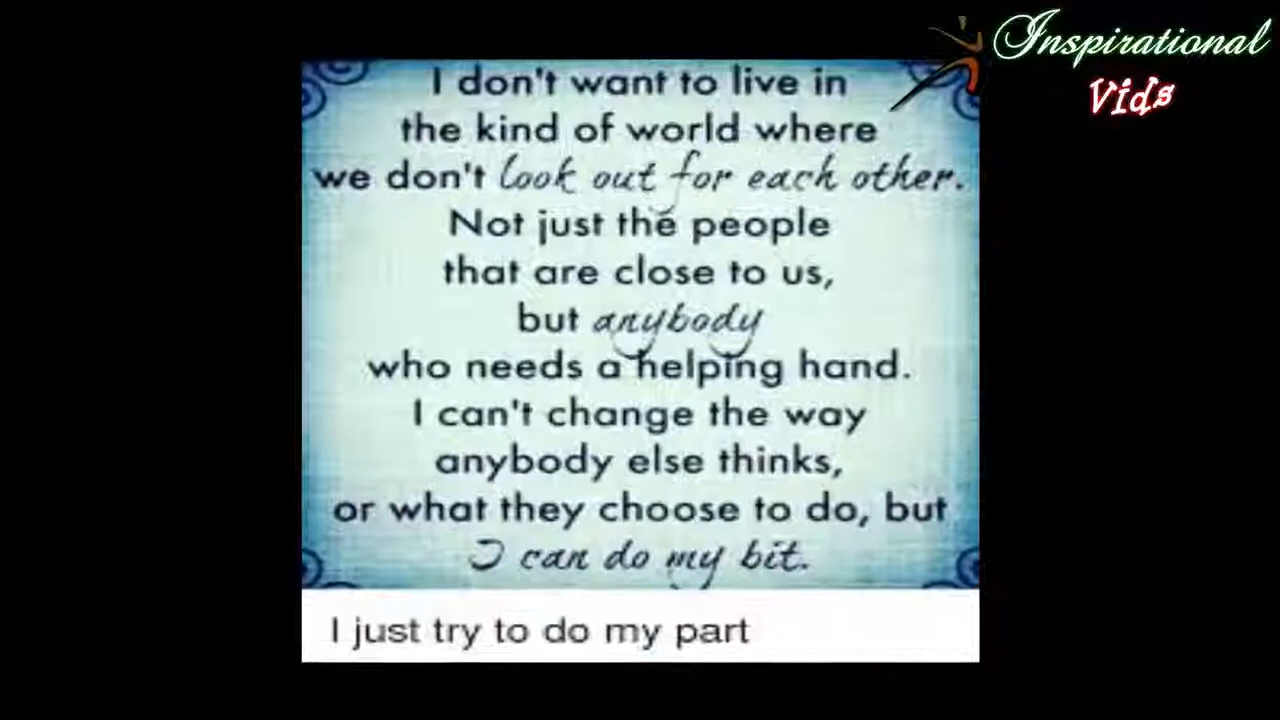 Inspirational
Vids
I don't want to live in
the kind of world where
we don't look out for each other.
Not just the people
that are close to us,
but anybody
who needs a helping hand.
I can't change the way
anybody else thinks,
or what they choose to do, but
I can do my bit.
I just try to do my part